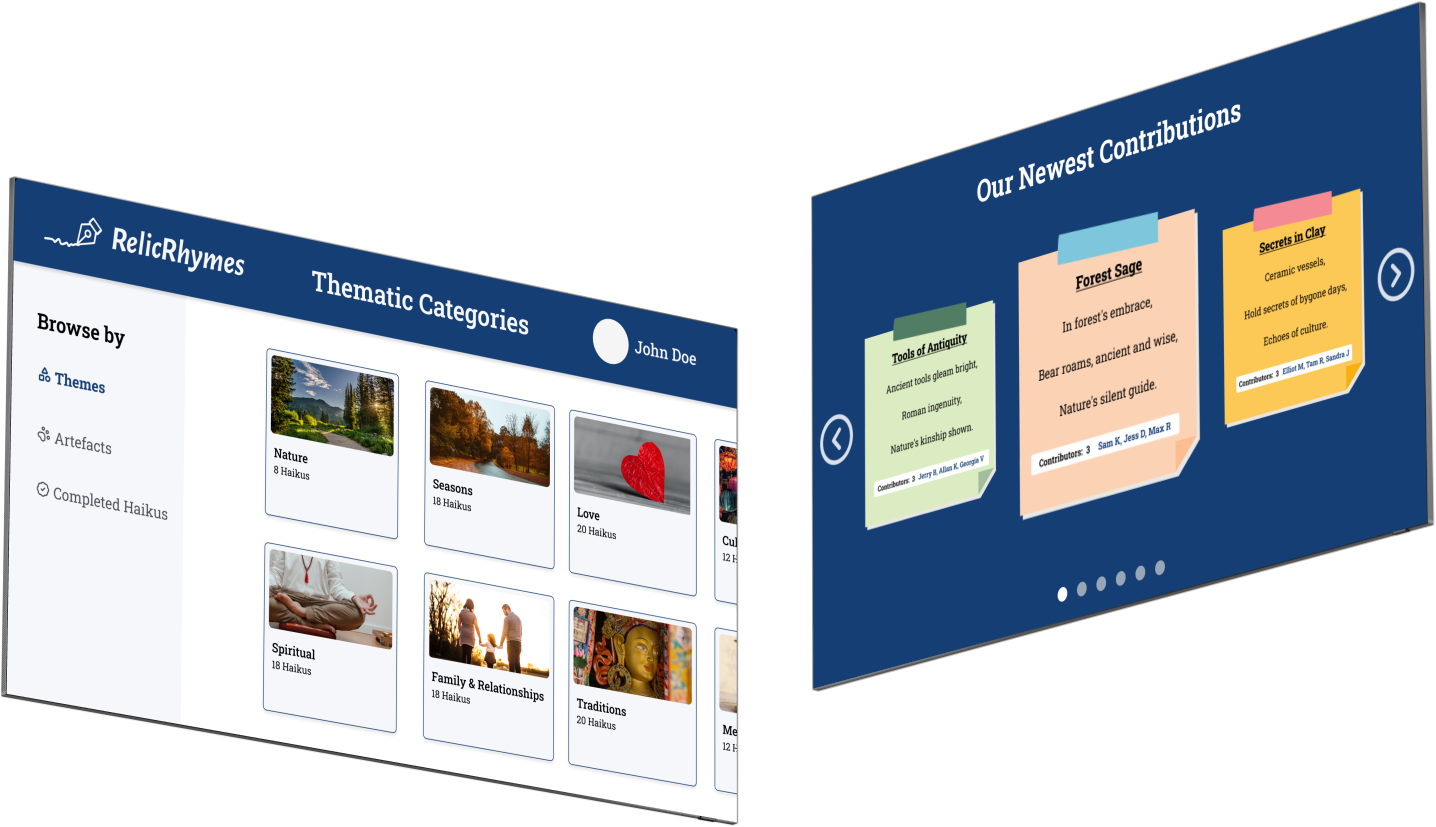 RelicRhymes
Thematic Categories
John Doe
Browse by
Themes
Artefacts
Completed Haikus
Nature
8 Haikus
Seasons
18 Haikus
Love
20 Haikus
Cul
12 H
Spiritual
18 Haikus
Family & Relationships
18 Haikus
Traditions
20 Haikus
Me
12 H
Our Newest Contributions
Tools of Antiquity
Ancient tools gleam bright,
Roman ingenuity,
Nature's kinship shown.
Contributors: 3 Jerry B, Allan K, Georgia V
Forest Sage
In forest's embrace,
Bear roams, ancient and wise,
Nature's silent guide.
Contributors: 3 Sam K, Jess D, Max R
Secrets in Clay
Ceramic vessels,
Hold secrets of bygone days,
Echoes of culture.
Contributors: 3 Elliot M, Tam R, Sandra J